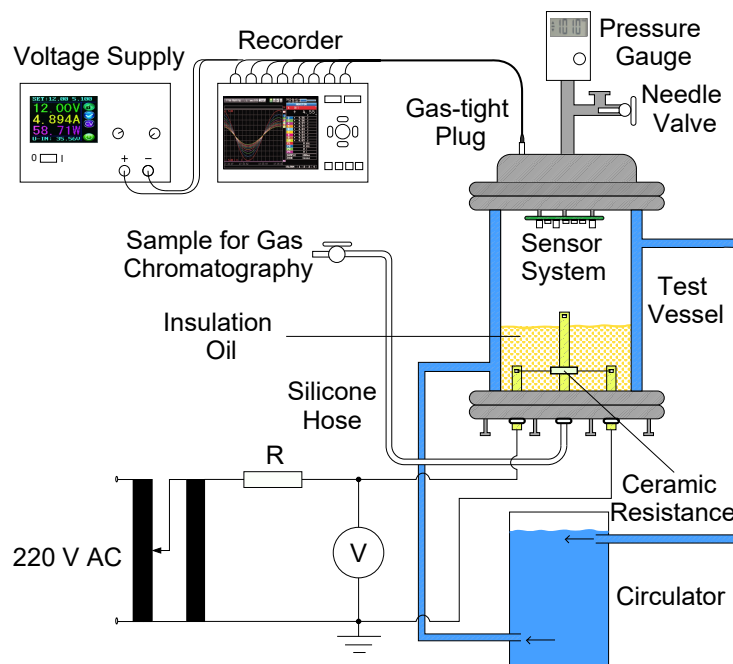 Voltage Supply
Recorder
Pressure
Gauge
Needle
Valve
Gas-tight
Plug
SET:12.00 5.100
12.00V
4.894A
58.71W
0 I
+ −
Sample for Gas
Chromatography
Sensor
System
Test
Vessel
Insulation
Oil
Silicone
Hose
R
V
220 V AC
Ceramic
Resistance
Circulator